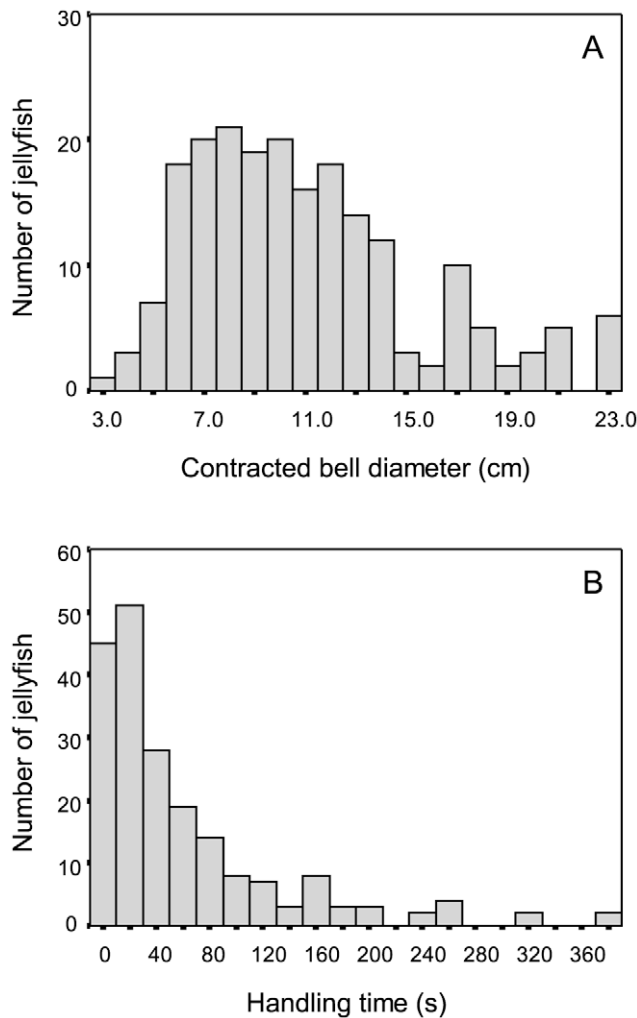 A
30
20
10
0
Number of jellyfish
3.0 7.0 11.0 15.0 19.0 23.0
Contracted bell diameter (cm)
B
60
50
40
30
20
10
0
Number of jellyfish
0 40 80 120 160 200 240 280 320 360
Handling time (s)